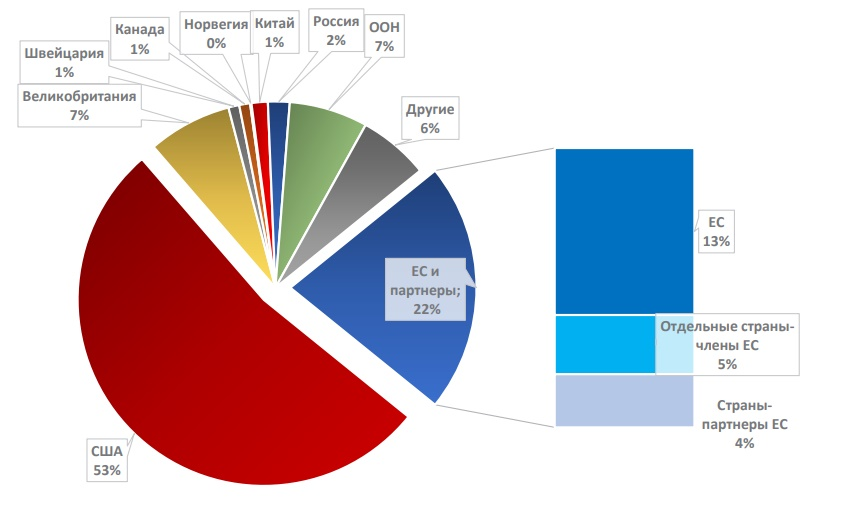 Норвегия
0%
Китай
1%
Россия
2%
ООН
7%
Канада
1%
Швейцария
1%
Великобритания
7%
Другие
6%
ЕС и
партнеры;
22%
ЕС
13%
Отдельные страны-
члены ЕС
5%
Страны-
партнеры ЕС
4%
США
53%